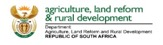 agriculture, land reform
& rural development
Department:
Agriculture, Land Reform and Rural Development
REPUBLIC OF SOUTH AFRICA